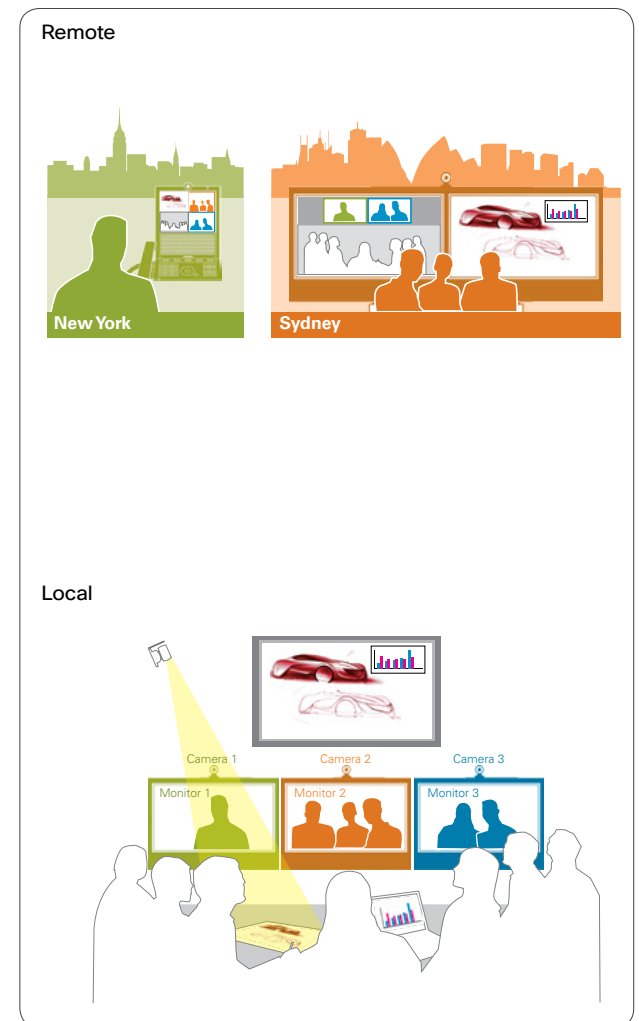 Remote
New York
Sydney
Local
Camera 1
Camera 2
Camera 3
Monitor 1
Monitor 2
Monitor 3